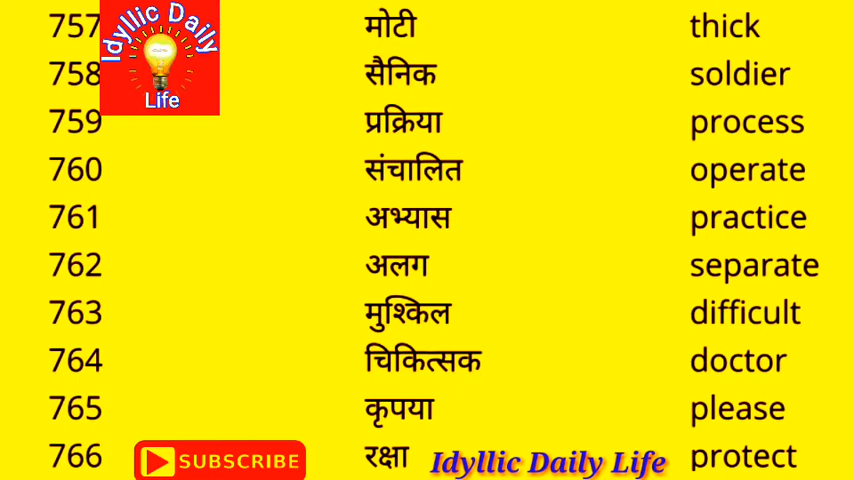 757 मोटी thick
Idyllic Daily Life
758 सैनिक soldier
759 प्रक्रिया process
760 संचालित operate
761 अभ्यास practice
762 अलग separate
763 मुश्किल difficult
764 चिकित्सक doctor
765 कृपया please
766 रक्षा protect
SUBSCRIBE
Idyllic Daily Life